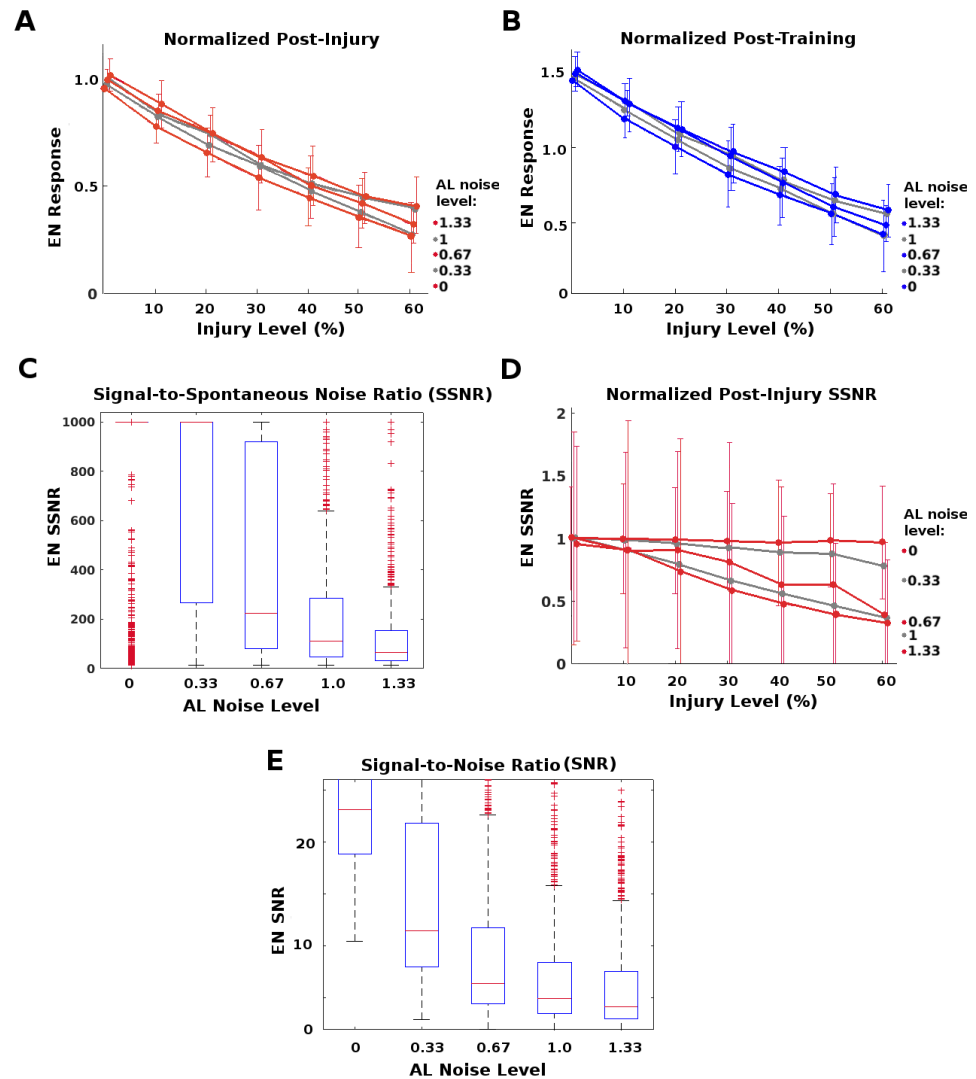 A
Normalized Post-Injury
EN Response
1.0
0.5
0
10 20 30 40 50 60
Injury Level (%)
AL noise
level:
1.33
1
0.67
0.33
0
B
Normalized Post-Training
EN Response
1.5
1.0
0.5
0
10 20 30 40 50 60
Injury Level (%)
AL noise
level:
1.33
1
0.67
0.33
0
C
Signal-to-Spontaneous Noise Ratio (SSNR)
EN SSNR
1000
800
600
400
200
0
0 0.33 0.67 1.0 1.33
AL Noise Level
D
Normalized Post-Injury SSNR
EN SSNR
2
1.5
1
0.5
0
10 20 30 40 50 60
Injury Level (%)
AL noise
level:
0
0.33
0.67
1
1.33
E
Signal-to-Noise Ratio (SNR)
EN SNR
20
10
0
0 0.33 0.67 1.0 1.33
AL Noise Level